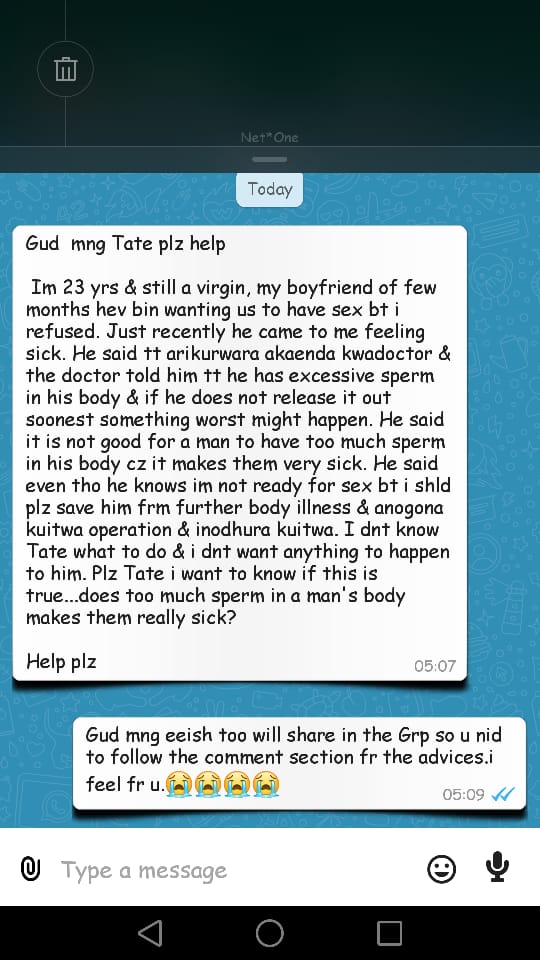 Net*One
Today
Gud mng Tate plz help
Im 23 yrs & still a virgin, my boyfriend of few
months hev bin wanting us to have sex bt i
refused. Just recently he came to me feeling
sick. He said tt arikurwara akaenda kwadoctor &
the doctor told him tt he has excessive sperm
in his body & if he does not release it out
soonest something worst might happen. He said
it is not good for a man to have too much sperm
in his body cz it makes them very sick. He said
even tho he knows im not ready for sex bt i shld
plz save him frm further body illness & anogona
kuitwa operation & inodhura kuitwa. I dnt know
Tate what to do & i dnt want anything to happen
to him. Plz Tate i want to know if this is
true...does too much sperm in a man's body
makes them really sick?
Help plz
05:07
Gud mng eeish too will share in the Grp so u nid
to follow the comment section fr the advices.i
feel fr u.😭😭😭😭
05:09
Type a message